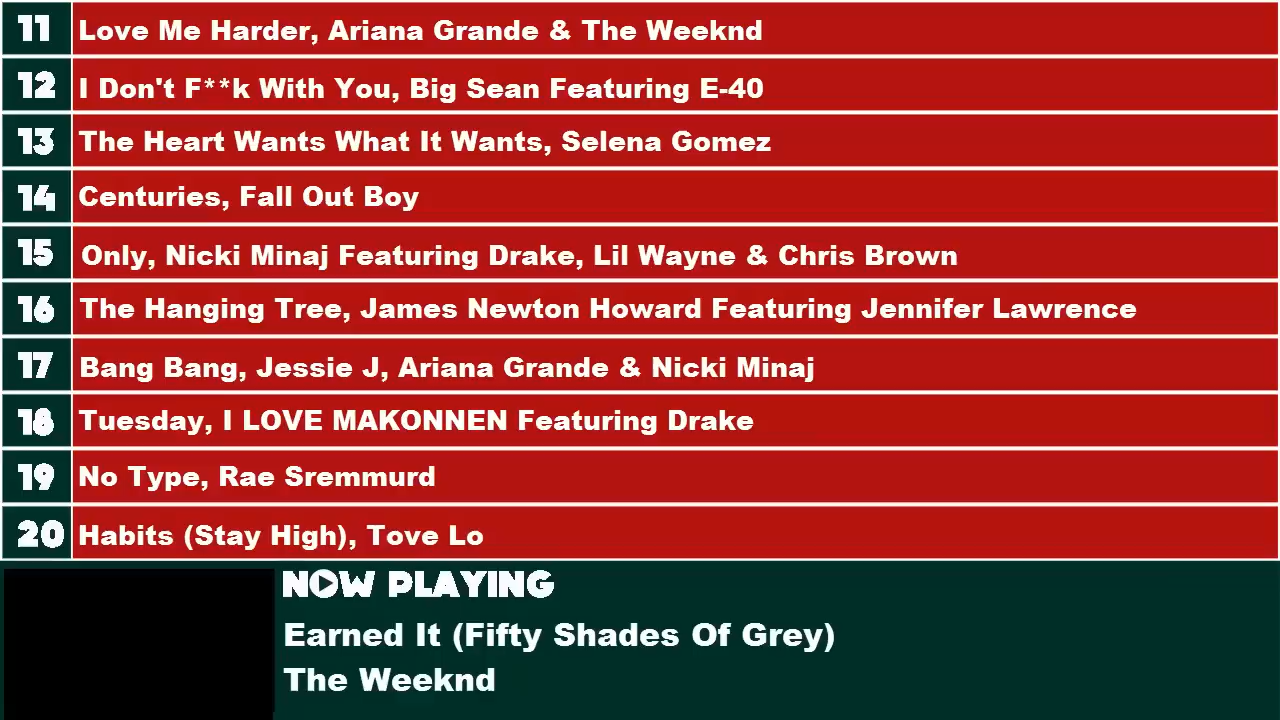 11 Love Me Harder, Ariana Grande & The Weeknd
12 I Don't F**k With You, Big Sean Featuring E-40
13 The Heart Wants What It Wants, Selena Gomez
14 Centuries, Fall Out Boy
15 Only, Nicki Minaj Featuring Drake, Lil Wayne & Chris Brown
16 The Hanging Tree, James Newton Howard Featuring Jennifer Lawrence
17 Bang Bang, Jessie J, Ariana Grande & Nicki Minaj
18 Tuesday, I LOVE MAKONNEN Featuring Drake
19 No Type, Rae Sremmurd
20 Habits (Stay High), Tove Lo
NOW PLAYING
Earned It (Fifty Shades Of Grey)
The Weeknd